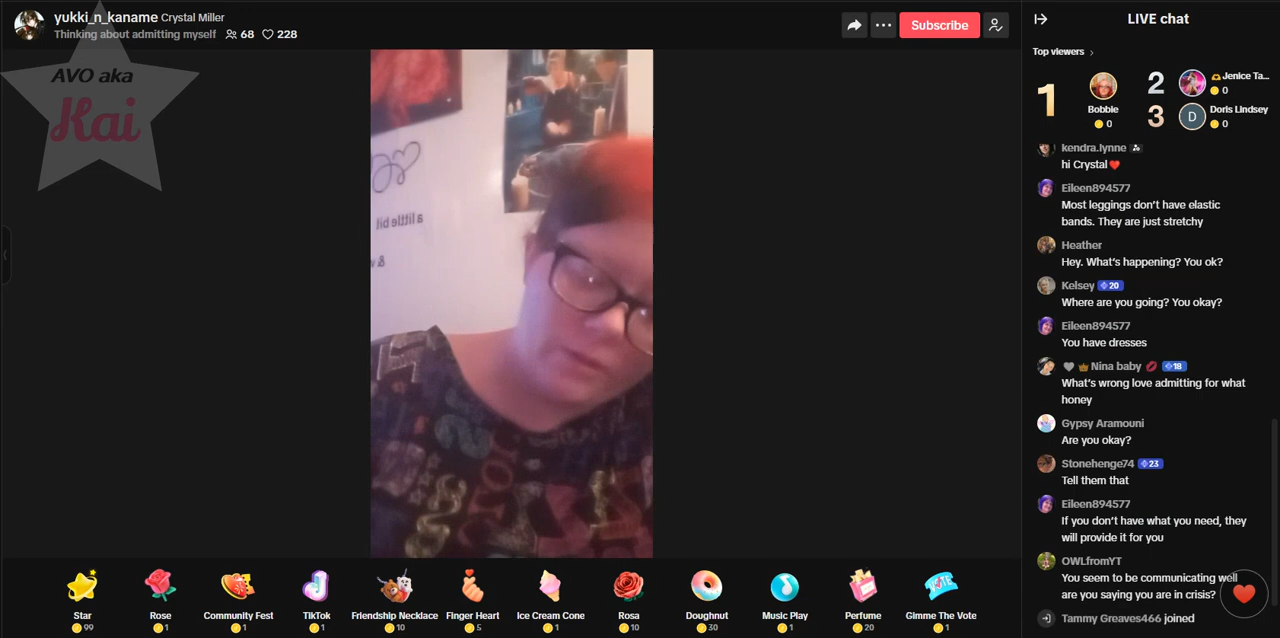 yukki_n_kaname Crystal Miller
Thinking about admitting myself 68 228
Subscribe
AVO aka
Kai
a little bit
LIVE chat
Top viewers
1
Bobbie
0
2
Jenice Ta...
0
3
D
Doris Lindsey
0
kendra.lynne
hi Crystal❤️
Eileen894577
Most leggings don't have elastic
bands. They are just stretchy
Heather
Hey. What's happening? You ok?
Kelsey 20
Where are you going? You okay?
Eileen894577
You have dresses
Nina baby 18
What's wrong love admitting for what
honey
Gypsy Aramouni
Are you okay?
Stonehenge74 23
Tell them that
Eileen894577
If you don't have what you need, they
will provide it for you
OWLfromYT
You seem to be communicating well
are you saying you are in crisis?
Tammy Greaves466 joined
Star
99
Rose
1
Community Fest
1
TikTok
1
Friendship Necklace
10
Finger Heart
5
Ice Cream Cone
1
Rosa
10
Doughnut
30
Music Play
1
Perfume
20
VOTE
Gimme The Vote
1